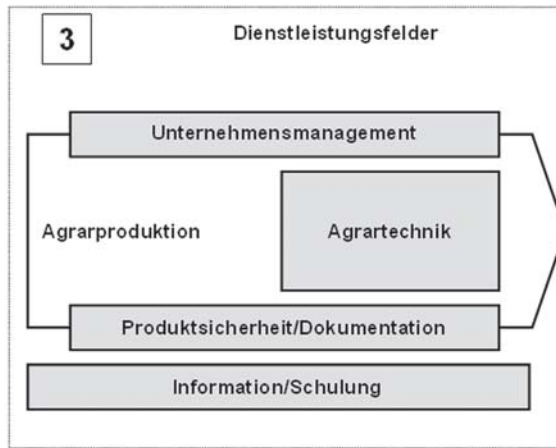 3
Dienstleistungsfelder
Unternehmensmanagement
Agrarproduktion
Agrartechnik
Produktsicherheit/Dokumentation
Information/Schulung